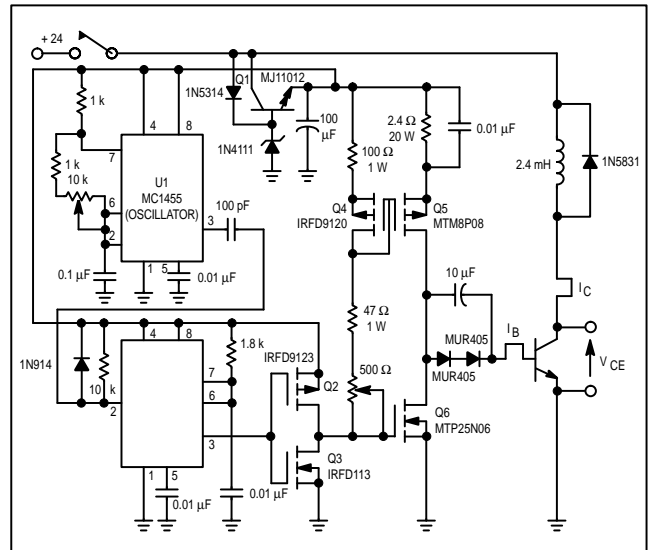 + 24
Q1
MJ11012
1N5314
1 k
4
8
100
µF
2.4 Ω
20 W
0.01 µF
1N4111
7
1 k
10 k
U1
MC1455
(OSCILLATOR)
100 Ω
1 W
2.4 mH
1N5831
100 pF
6
3
2
Q4
IRFD9120
Q5
MTM8P08
1
5
0.1 µF
0.01 µF
10 µF
I C
47 Ω
1 W
I B
4
8
1.8 k
IRFD9123
1N914
MUR405
V CE
7
10 k
500 Ω
MUR405
Q2
6
2
Q6
MTP25N06
3
Q3
IRFD113
1
5
0.01 µF
0.01 µF